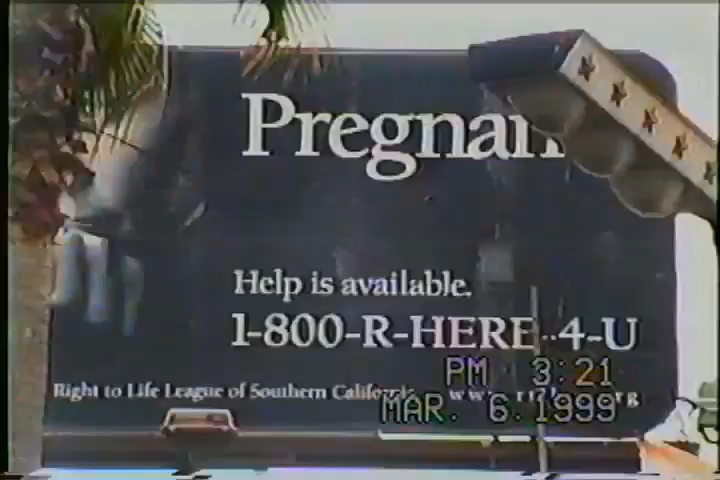 Pregnan
Help is available.
1-800-R-HERE-4-U
Right to Life League of Southern California
PM 3:21
MAR. 6.1999